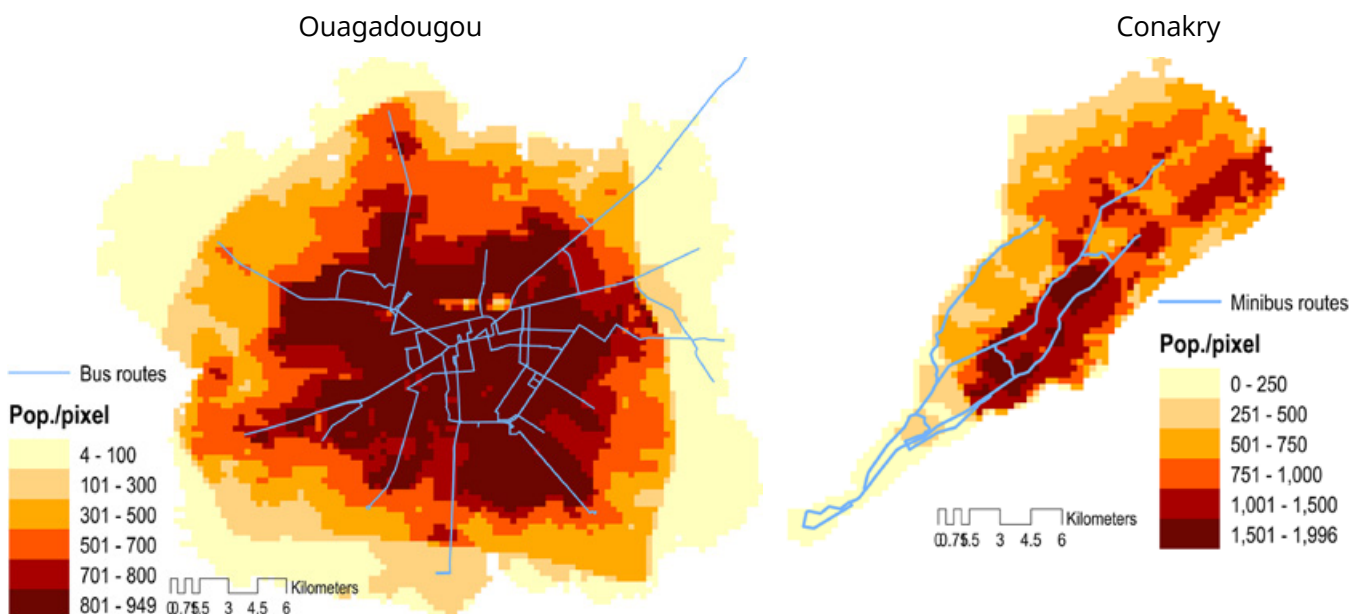 Ouagadougou
Bus routes
Pop./pixel
4 - 100
101 - 300
301 - 500
501 - 700
701 - 800
801 - 949
Kilometers
3 4.5 6
Conakry
Minibus routes
Pop./pixel
0 - 250
251 - 500
501 - 750
751 - 1,000
1,001 - 1,500
1,501 - 1,996
Kilometers
3 4.5 6